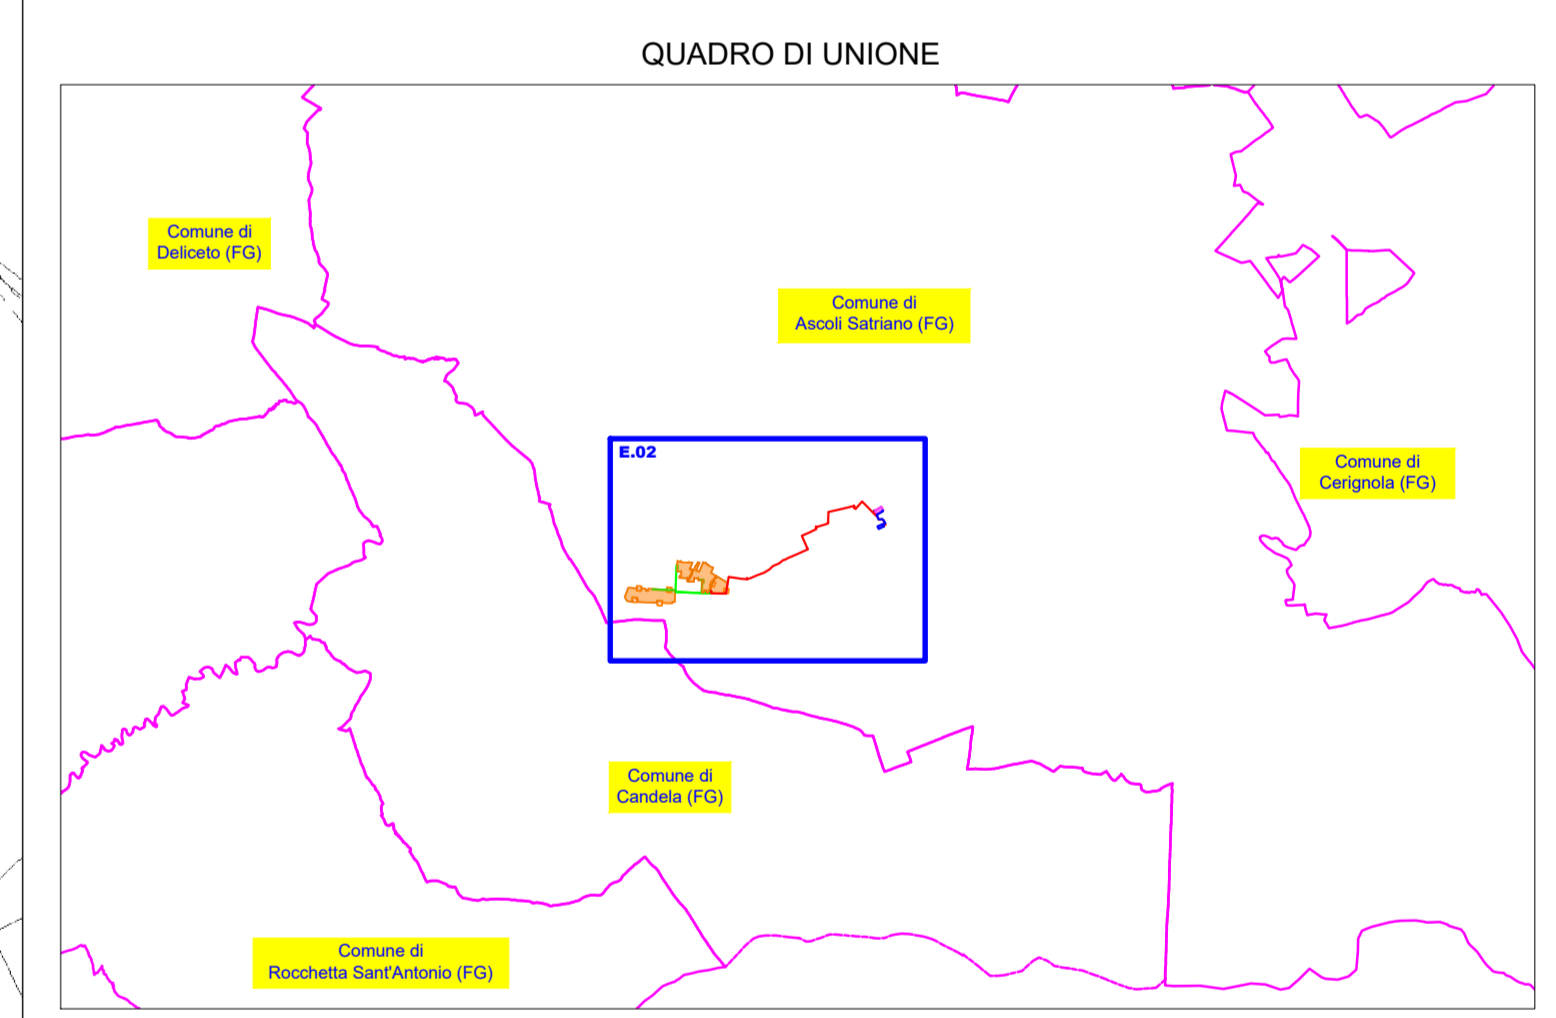 QUADRO DI UNIONE
Comune di
Deliceto (FG)
Comune di
Ascoli Satriano (FG)
E.02
Comune di
Cerignola (FG)
Comune di
Candela (FG)
Comune di
Rocchetta Sant'Antonio (FG)